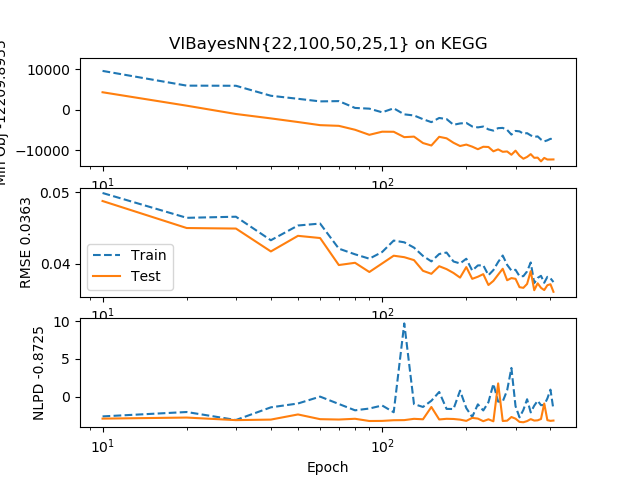 VIBayesNN{22,100,50,25,1} on KEGG
10000
0
−10000
10¹
10²
0.05
0.04
RMSE 0.0363
Train
Test
10¹
10²
10
5
0
NLPD -0.8725
10¹
10²
Epoch